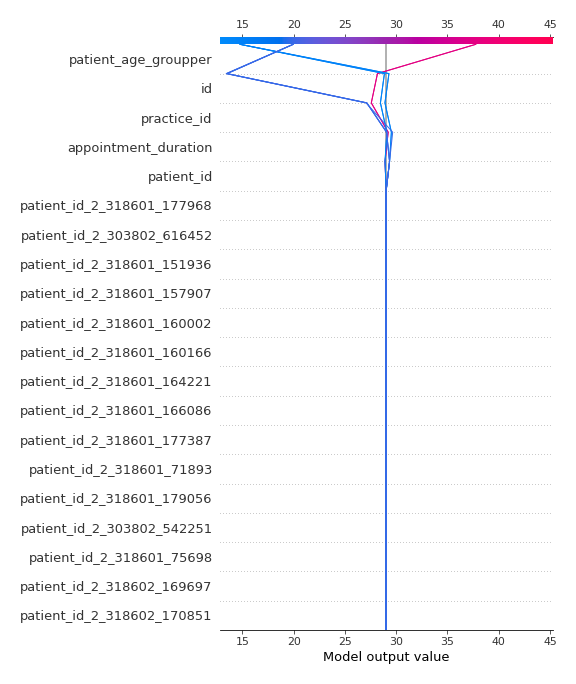 15 20 25 30 35 40 45
patient_age_groupper
id
practice_id
appointment_duration
patient_id
patient_id_2_318601_177968
patient_id_2_303802_616452
patient_id_2_318601_151936
patient_id_2_318601_157907
patient_id_2_318601_160002
patient_id_2_318601_160166
patient_id_2_318601_164221
patient_id_2_318601_166086
patient_id_2_318601_177387
patient_id_2_318601_71893
patient_id_2_318601_179056
patient_id_2_303802_542251
patient_id_2_318601_75698
patient_id_2_318602_169697
patient_id_2_318602_170851
15 20 25 30 35 40 45
Model output value